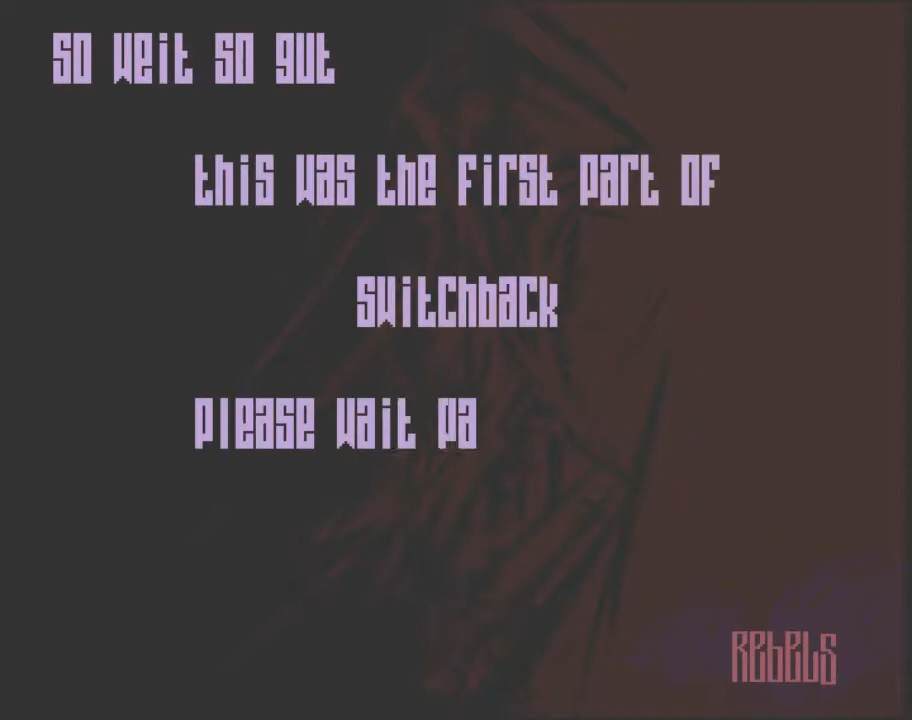 so weit so gut
this was the first part of
switchback
please wait pa
Rebels